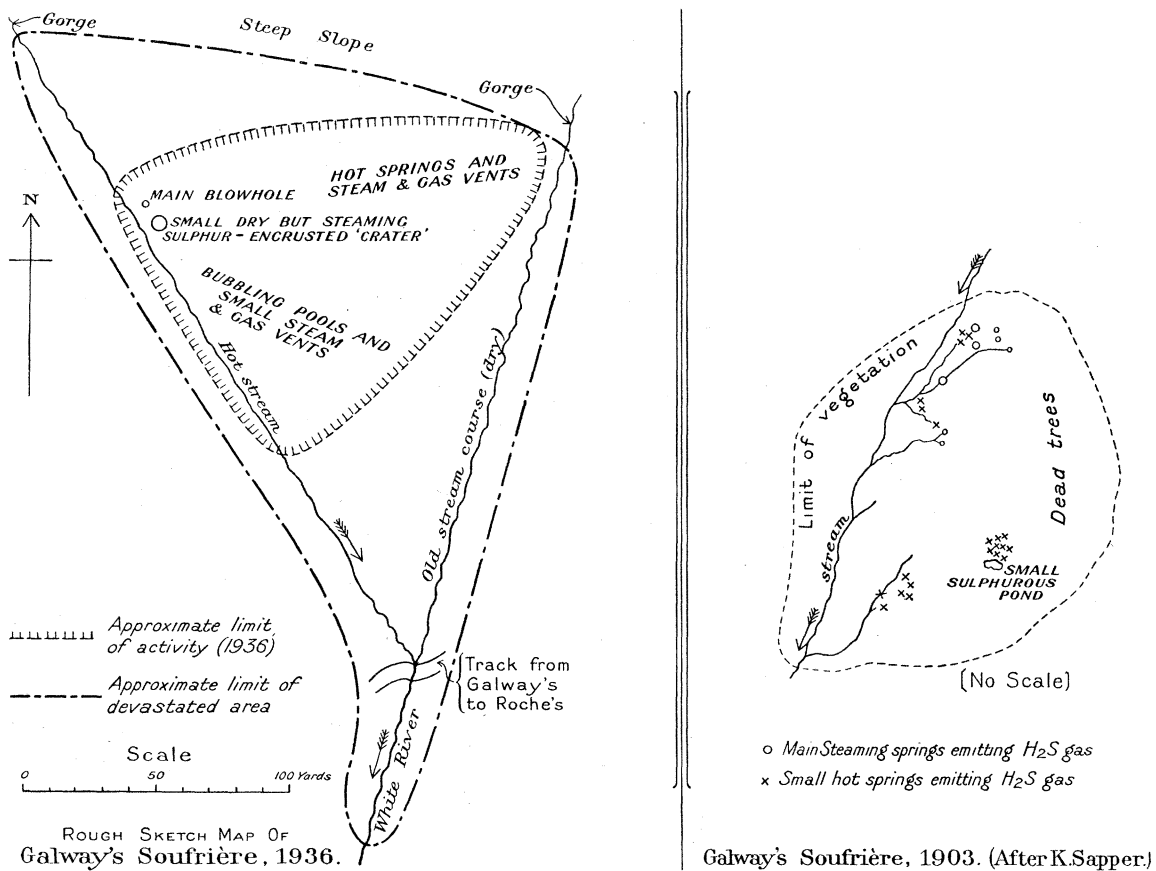 Gorge
Steep Slope
Gorge
HOT SPRINGS AND
STEAM & GAS VENTS
MAIN BLOWHOLE
SMALL DRY BUT STEAMING
SULPHUR-ENCRUSTED 'CRATER'
N
BUBBLING POOLS AND
SMALL STEAM
& GAS VENTS
Hot stream
Old stream course (dry)
Approximate limit
of activity (1936)
Approximate limit of
devastated area
Track from
Galway's
to Roche's
White River
Scale
0 50 100 Yards
ROUGH SKETCH MAP OF
Galway's Soufrière, 1936.
Limit of vegetation
Dead trees
stream
SMALL
SULPHUROUS
POND
(No Scale)
Main Steaming springs emitting H₂S gas
x Small hot springs emitting H₂S gas
Galway's Soufrière, 1903. (After K.Sapper.)